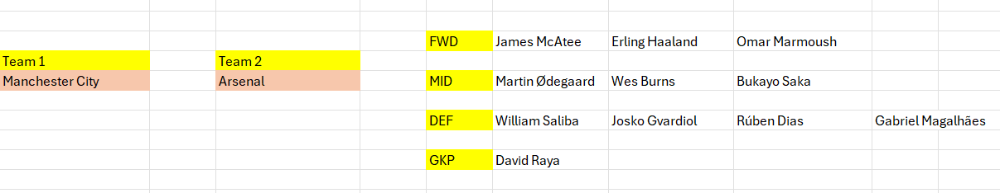 FWD James McAtee Erling Haaland Omar Marmoush
Team 1 Team 2
Manchester City Arsenal MID Martin Ødegaard Wes Burns Bukayo Saka
DEF William Saliba Josko Gvardiol Rúben Dias Gabriel Magalhães
GKP David Raya